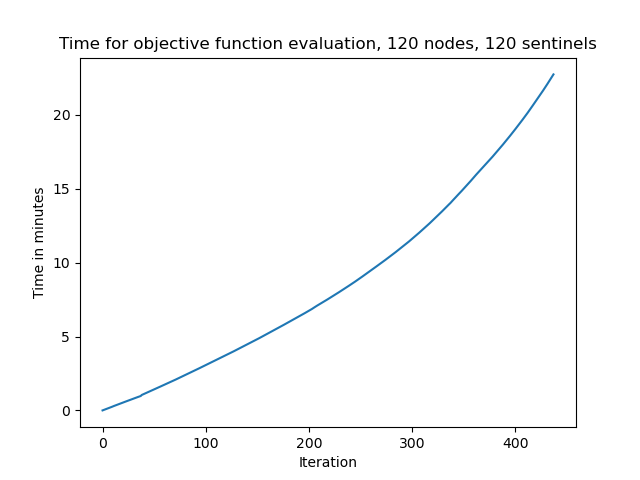 Time for objective function evaluation, 120 nodes, 120 sentinels
Time in minutes
20
15
10
5
0
0 100 200 300 400
Iteration